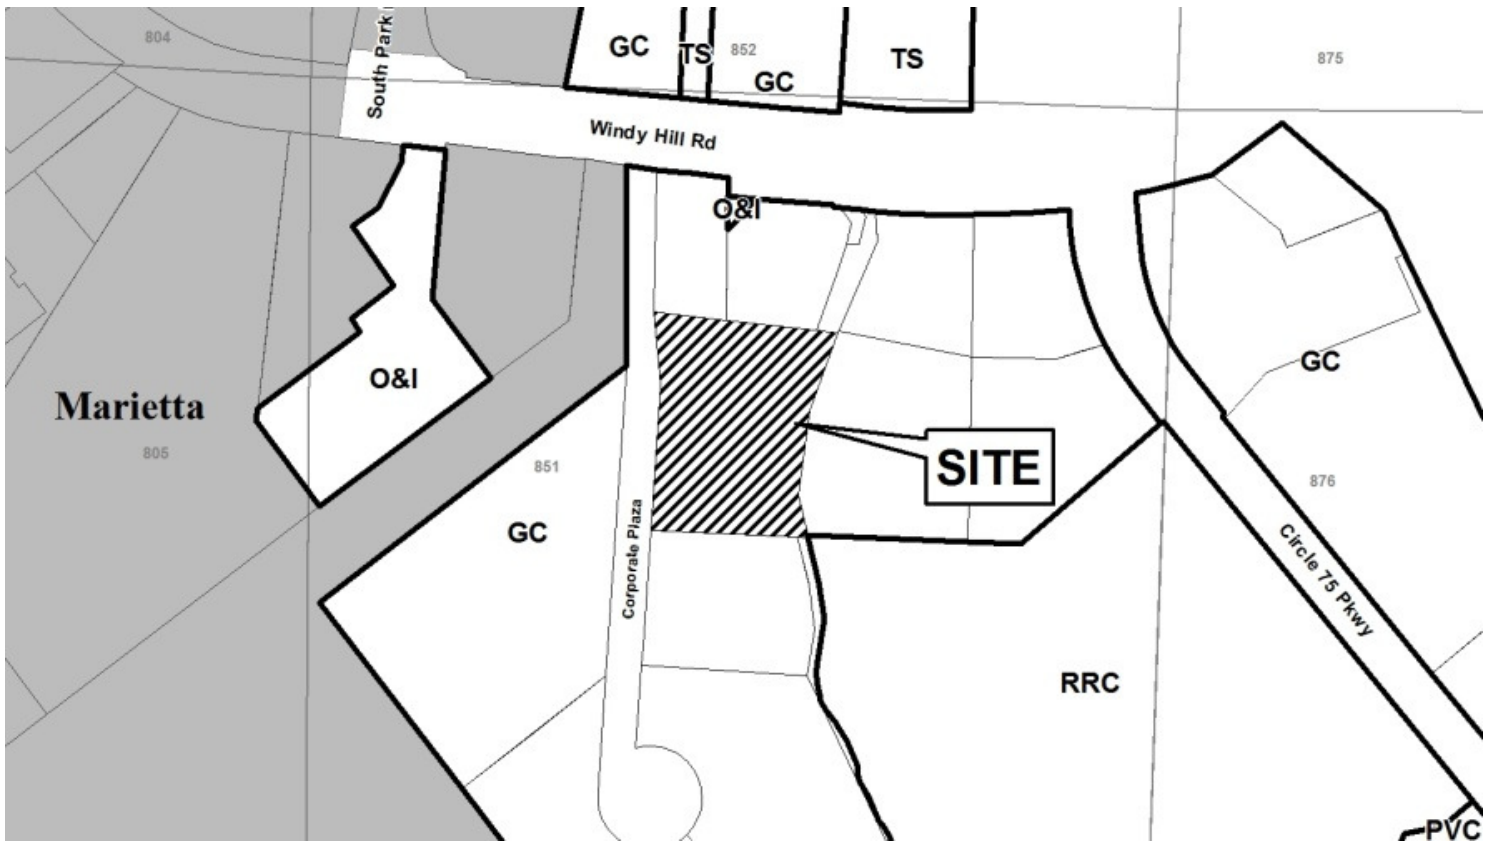 804
South Park
GC
TS
852
GC
TS
875
Windy Hill Rd
O&I
O&I
Marietta
805
851
GC
Corporate Plaza
SITE
GC
876
Circle 75 Pkwy
RRC
PVC